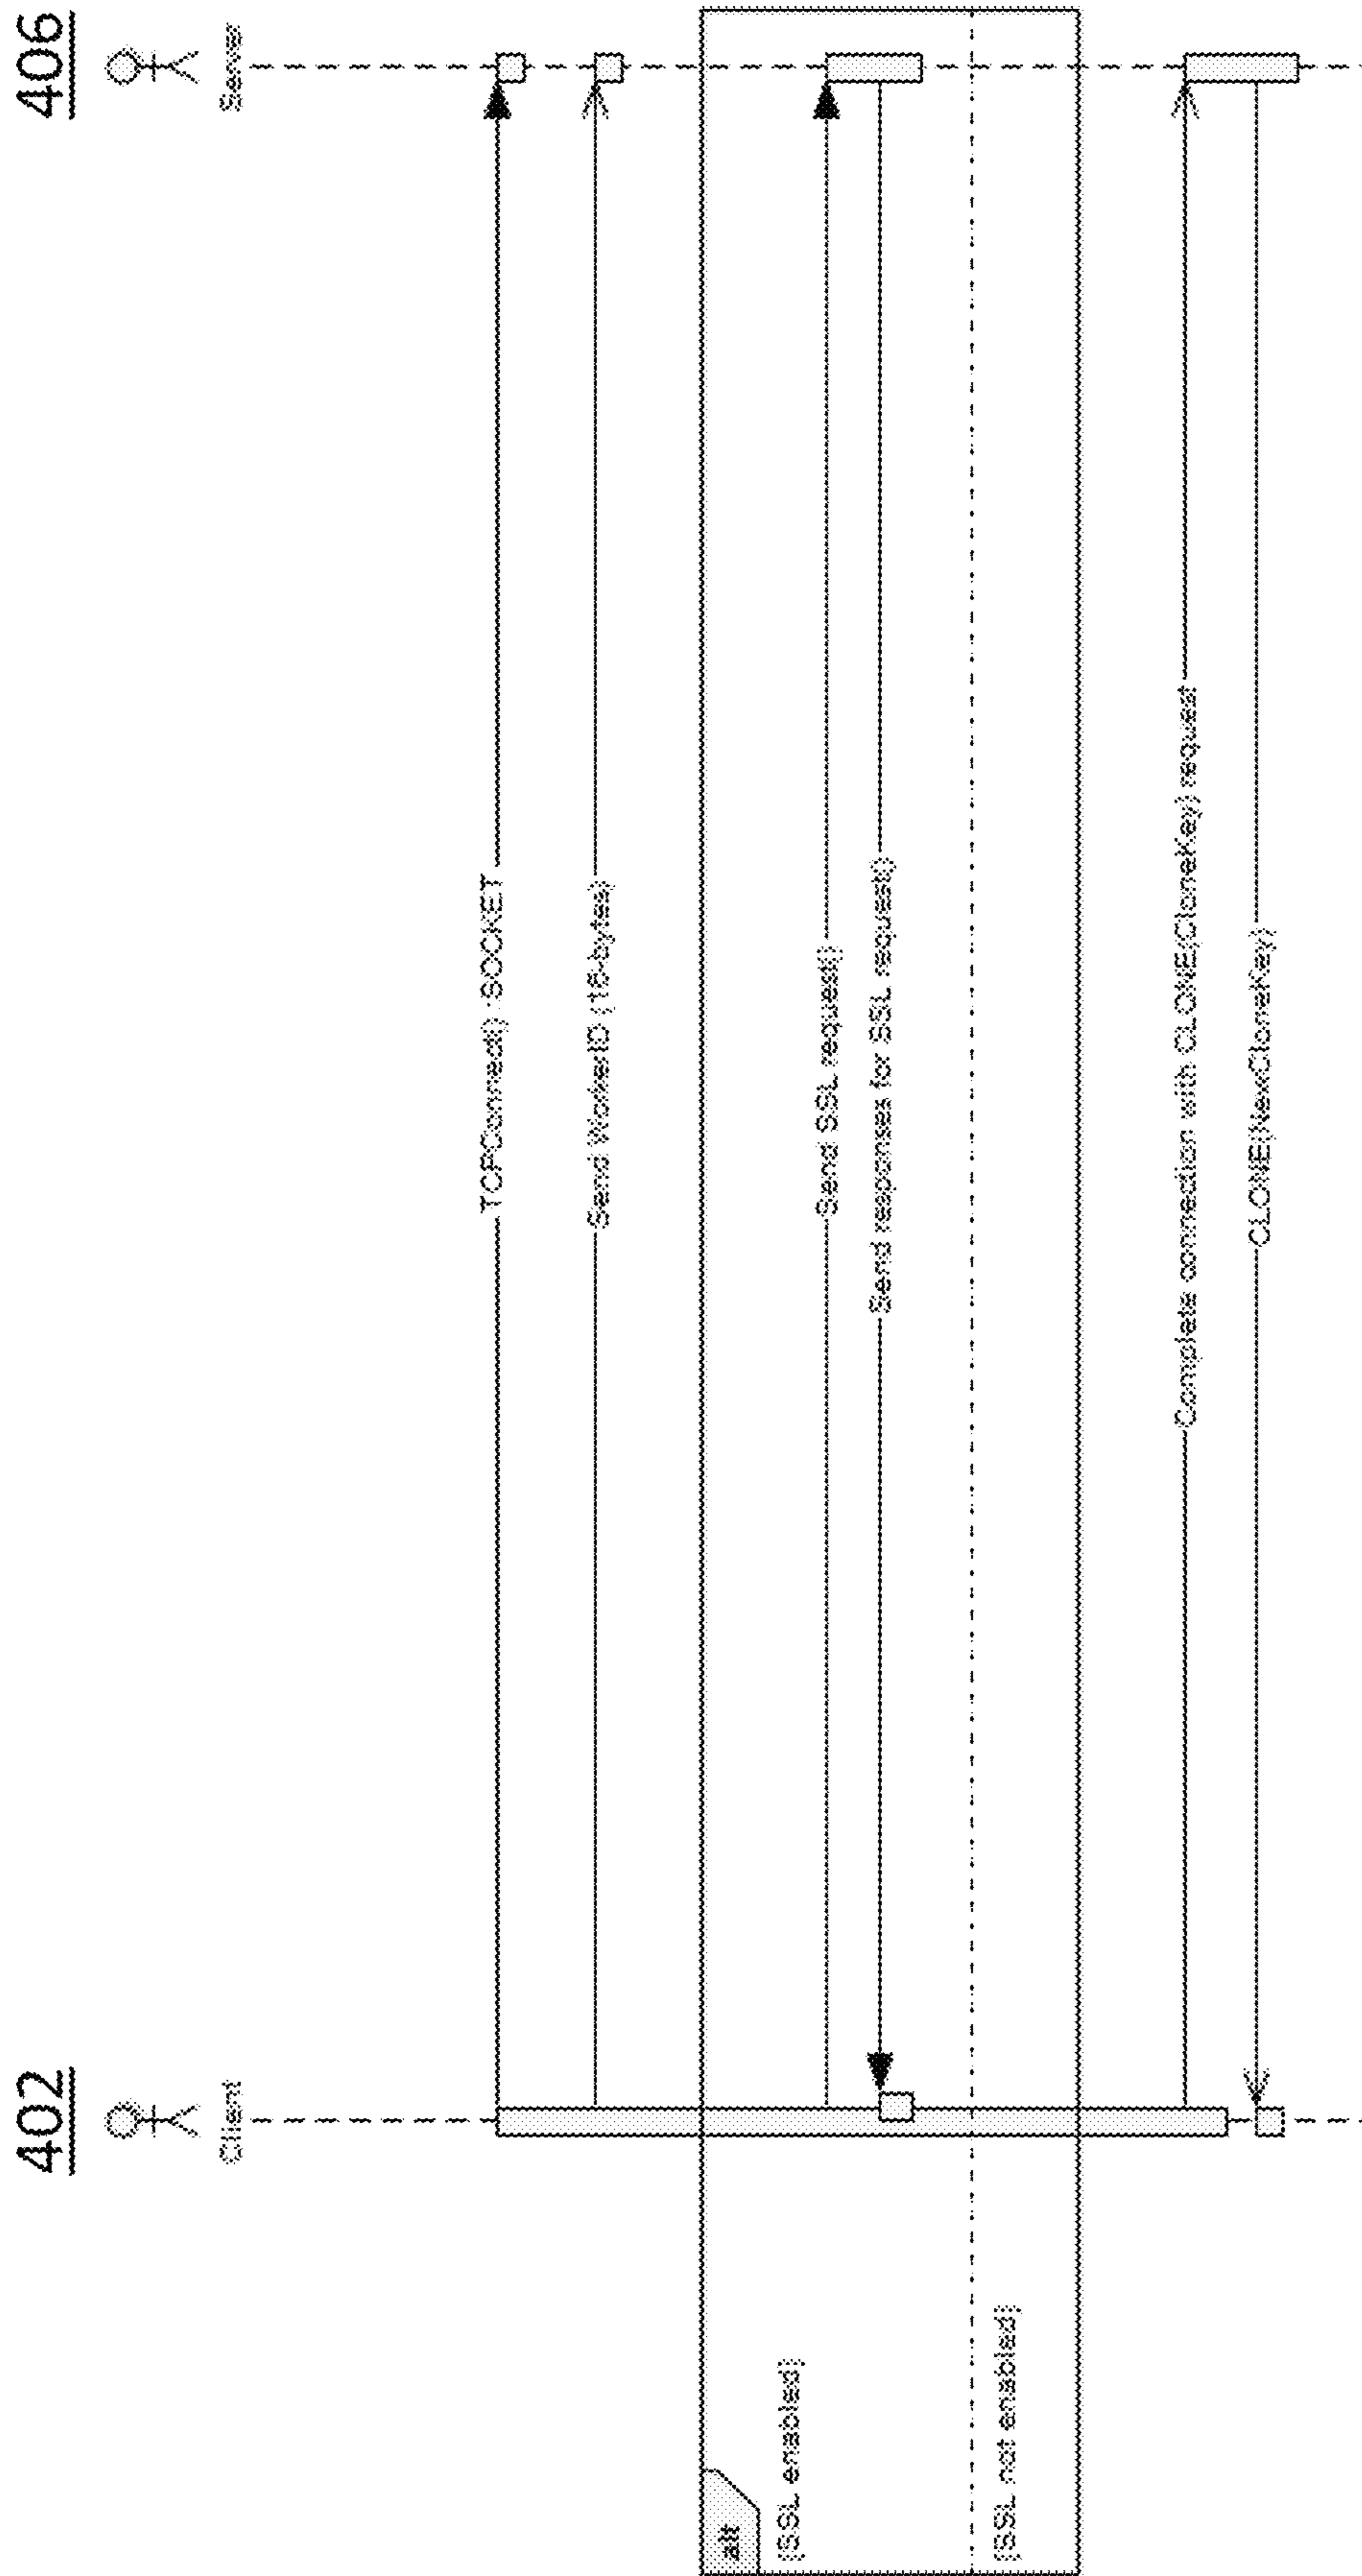 402
406
Client
Server
TCPConnect() :SOCKET
Send WorkerID (16-bytes)
alt
[SSL enabled]
Send SSL request()
Send responses for SSL request()
[SSL not enabled]
Complete connection with CLONE(CloneKey) request
CLONE(NextCloneKey)